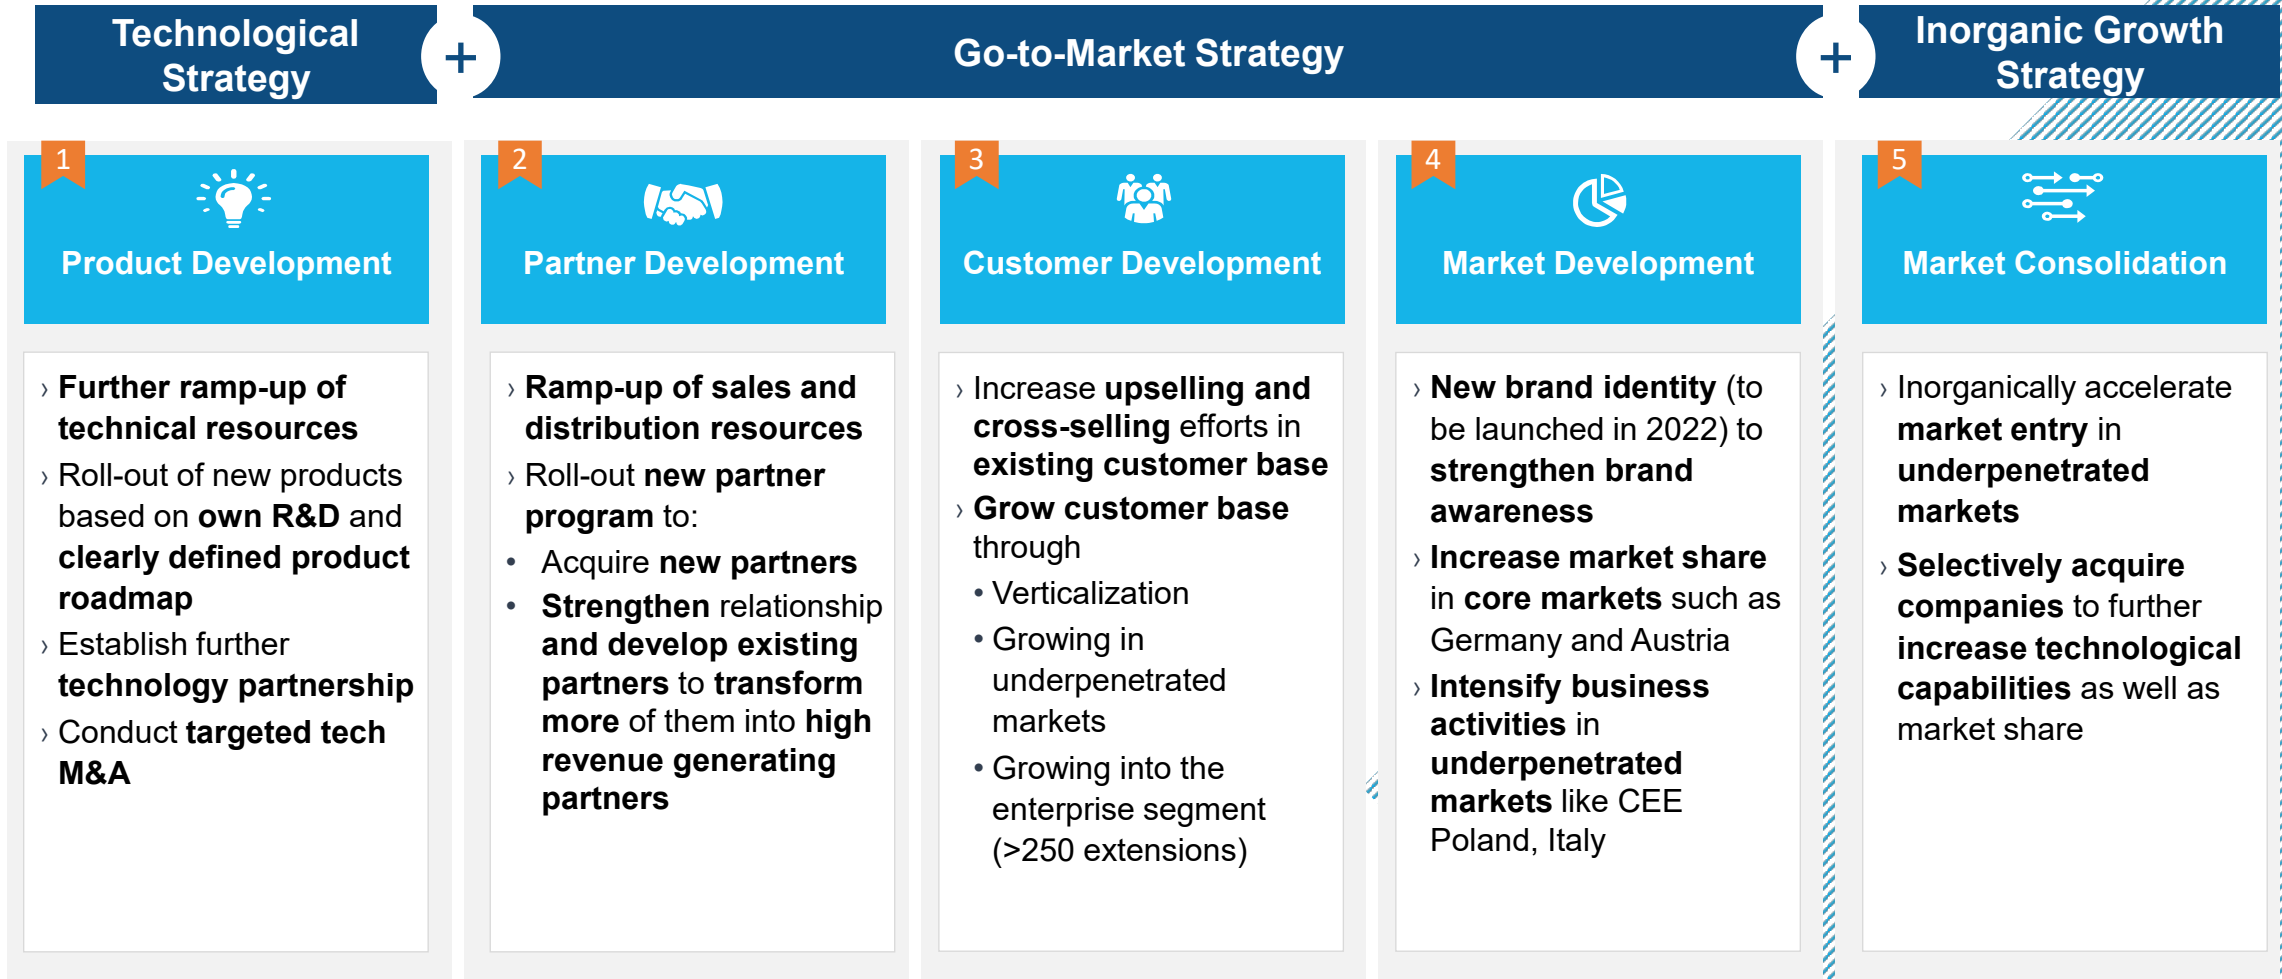 Technological
Strategy
+
Go-to-Market Strategy
+
Inorganic Growth
Strategy
1
Product Development
› Further ramp-up of
technical resources
› Roll-out of new products
based on own R&D and
clearly defined product
roadmap
› Establish further
technology partnership
› Conduct targeted tech
M&A
2
Partner Development
› Ramp-up of sales and
distribution resources
› Roll-out new partner
program to:
• Acquire new partners
• Strengthen relationship
and develop existing
partners to transform
more of them into high
revenue generating
partners
3
Customer Development
› Increase upselling and
cross-selling efforts in
existing customer base
› Grow customer base
through
• Verticalization
• Growing in
underpenetrated
markets
• Growing into the
enterprise segment
(>250 extensions)
4
Market Development
› New brand identity (to
be launched in 2022) to
strengthen brand
awareness
› Increase market share
in core markets such as
Germany and Austria
› Intensify business
activities in
underpenetrated
markets like CEE
Poland, Italy
5
Market Consolidation
› Inorganically accelerate
market entry in
underpenetrated
markets
› Selectively acquire
companies to further
increase technological
capabilities as well as
market share